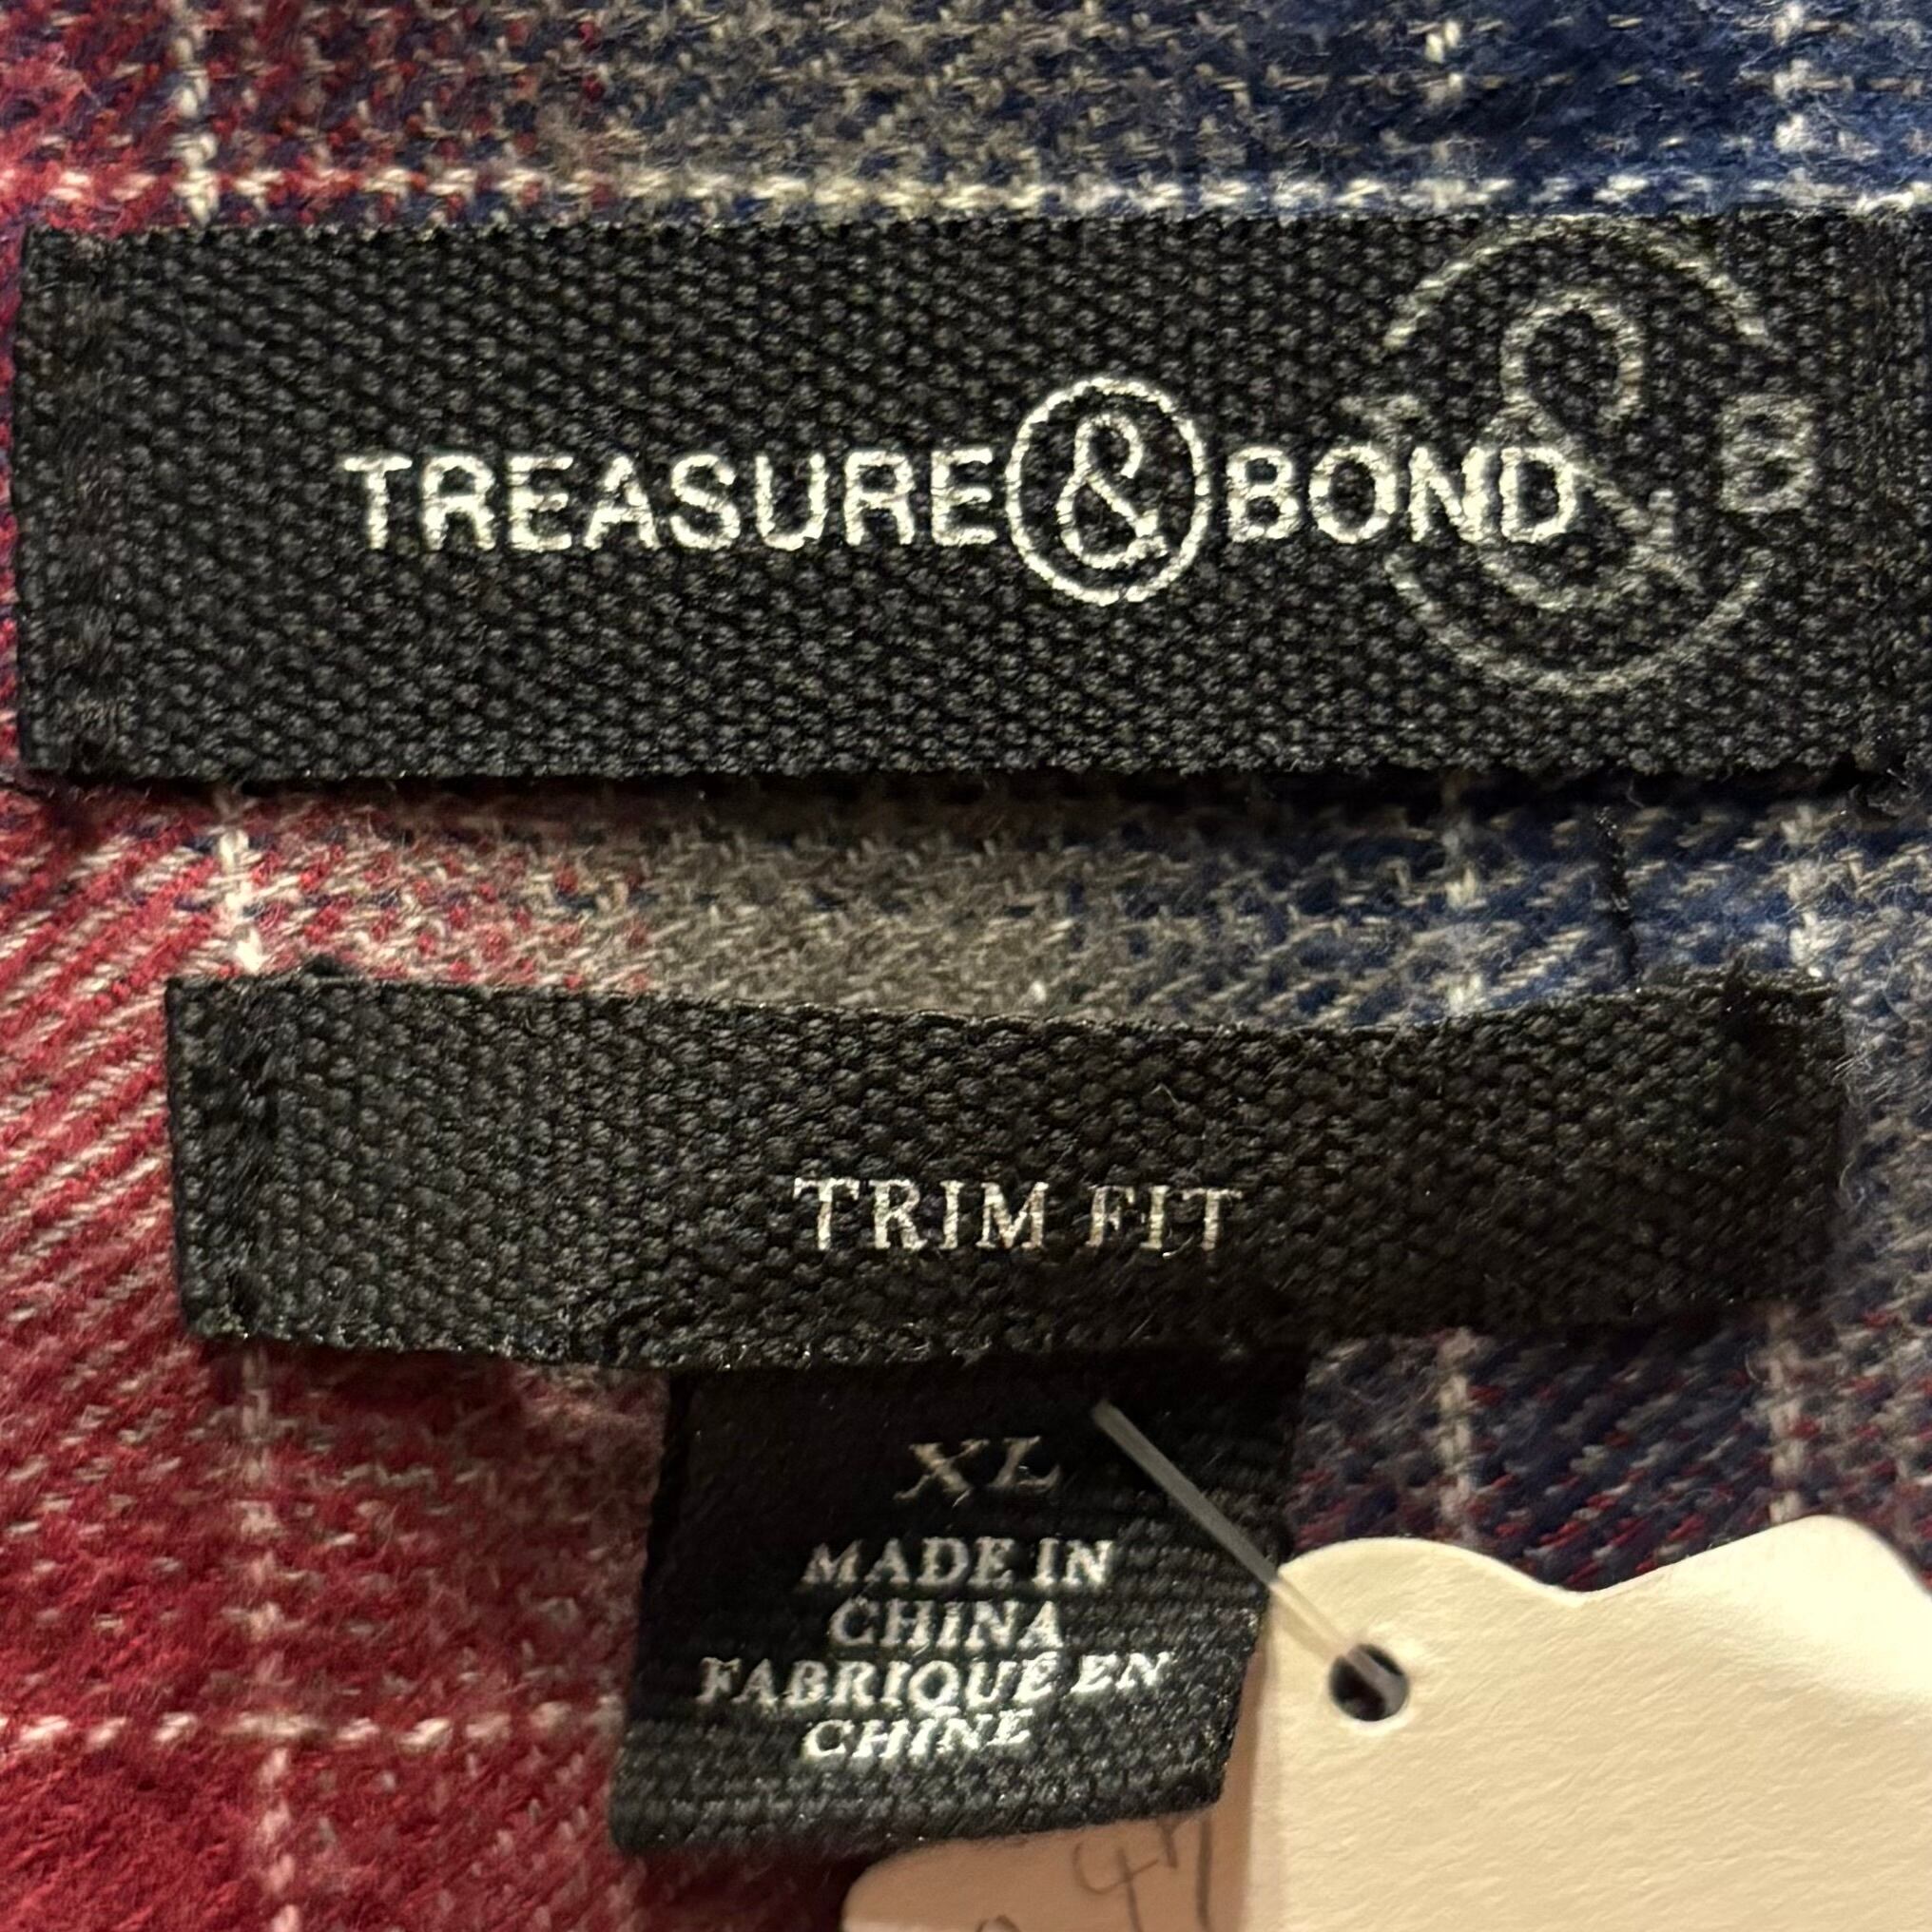 TREASURE & BOND
T & B
TRIM FIT
XL
MADE IN
CHINA
FABRIQUÉ EN
CHINE